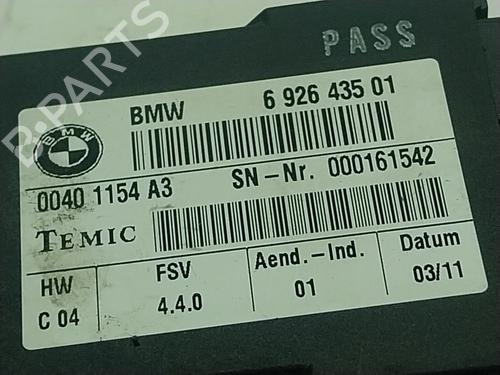 PASS
BMW 6 926 435 01
BMW
0040 1154 A3 SN-Nr. 000161542
TEMIC
HW FSV Aend.-Ind. Datum
C 04 4.4.0 01 03/11
B-PARTS